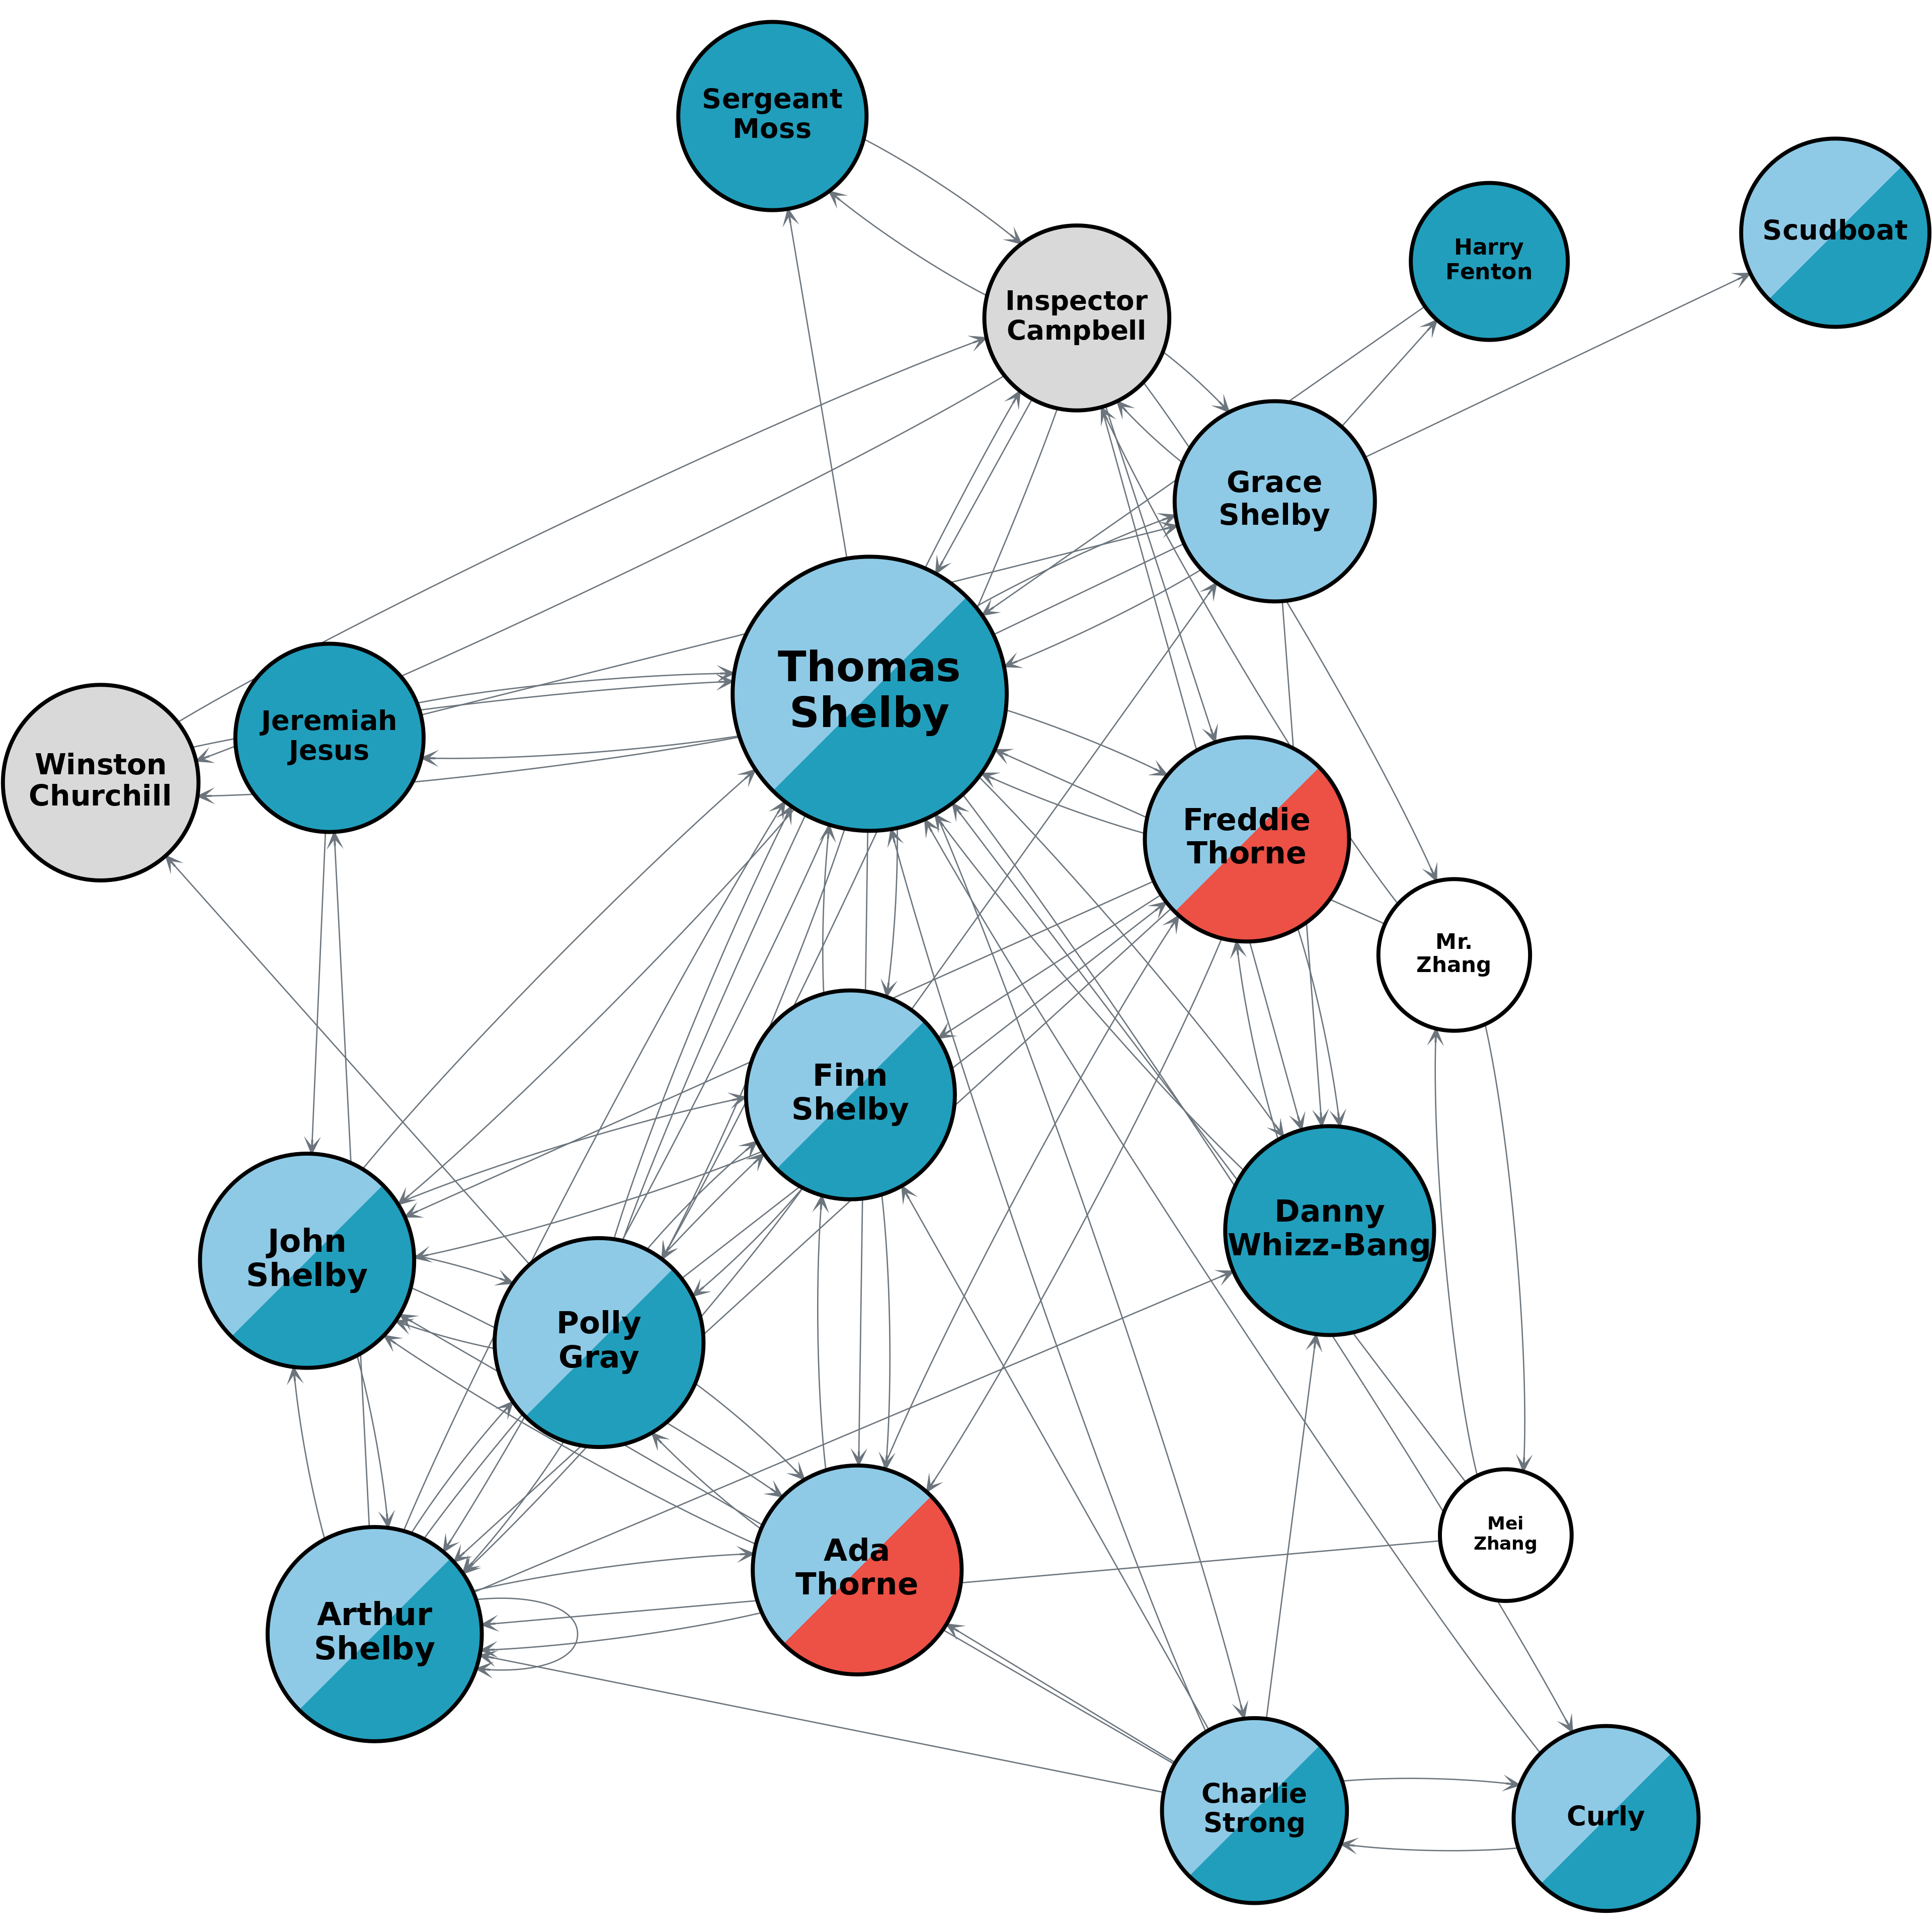 Sergeant
Moss
Scudboat
Harry
Fenton
Inspector
Campbell
Grace
Shelby
Thomas
Shelby
Jeremiah
Jesus
Winston
Churchill
Freddie
Thorne
Mr.
Zhang
Finn
Shelby
Danny
Whizz-Bang
John
Shelby
Polly
Gray
Mei
Zhang
Ada
Thorne
Arthur
Shelby
Charlie
Strong
Curly